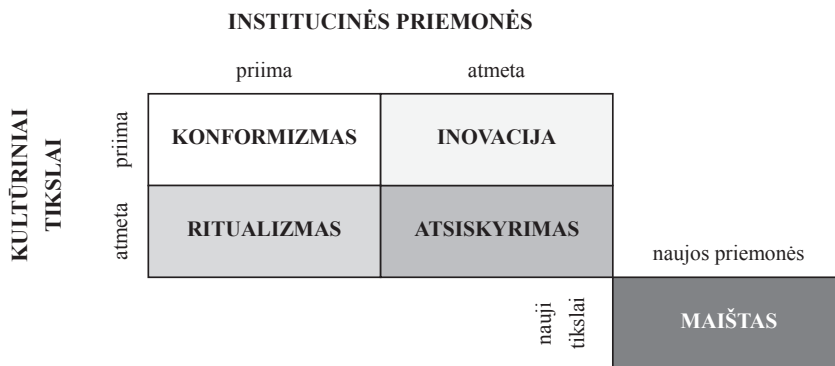 INSTITUCINĖS PRIEMONĖS
priima
atmeta
KULTŪRINIAI
TIKSLAI
priima
KONFORMIZMAS
INOVACIJA
atmeta
RITUALIZMAS
ATSISKYRIMAS
naujos priemonės
nauji
tikslai
MAIŠTAS